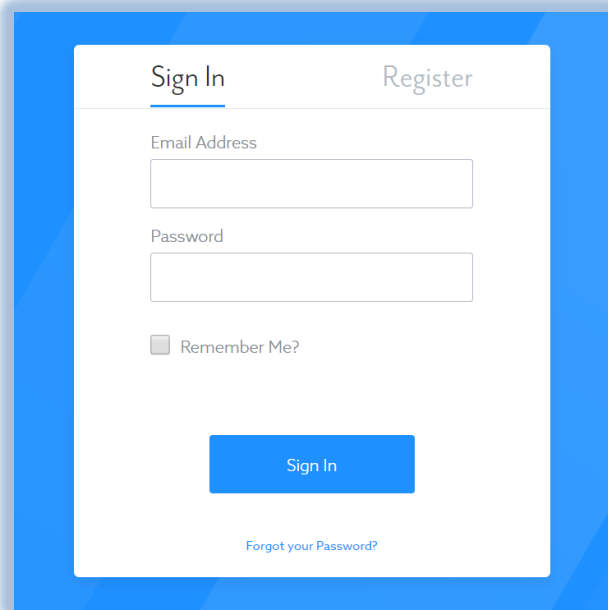 Sign In Register
Email Address
Password
Remember Me?
Sign In
Forgot your Password?